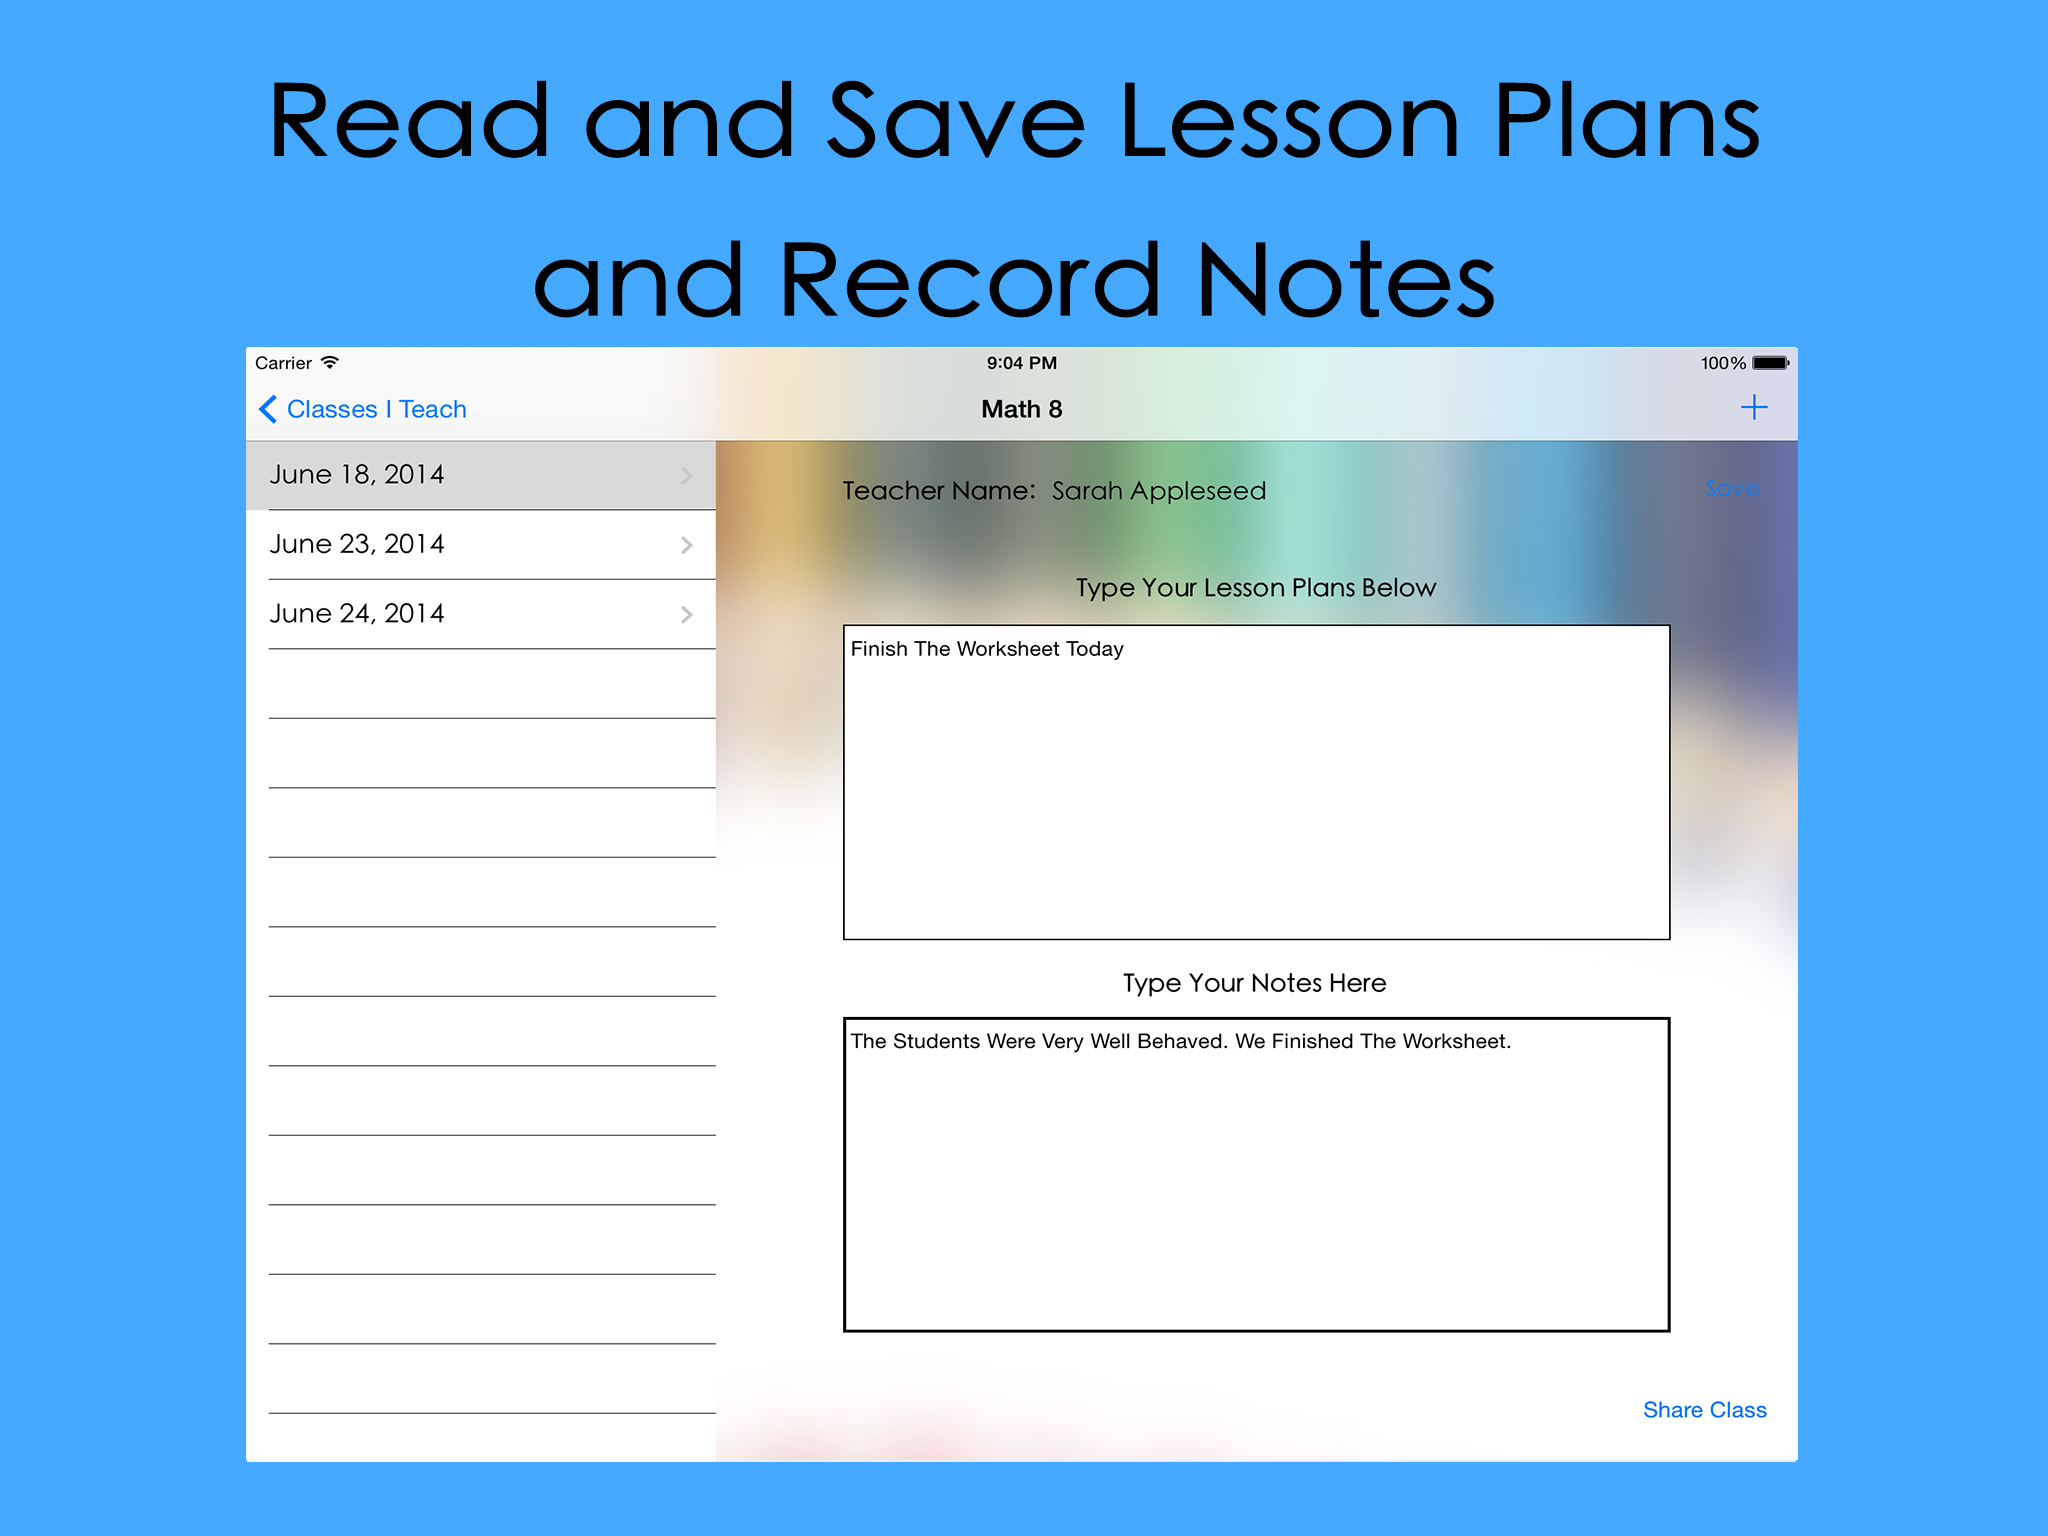 Read and Save Lesson Plans
and Record Notes
Carrier 9:04 PM 100%
Classes I Teach Math 8 +
June 18, 2014
June 23, 2014
June 24, 2014
Teacher Name: Sarah Appleseed Save
Type Your Lesson Plans Below
Finish The Worksheet Today
Type Your Notes Here
The Students Were Very Well Behaved. We Finished The Worksheet.
Share Class